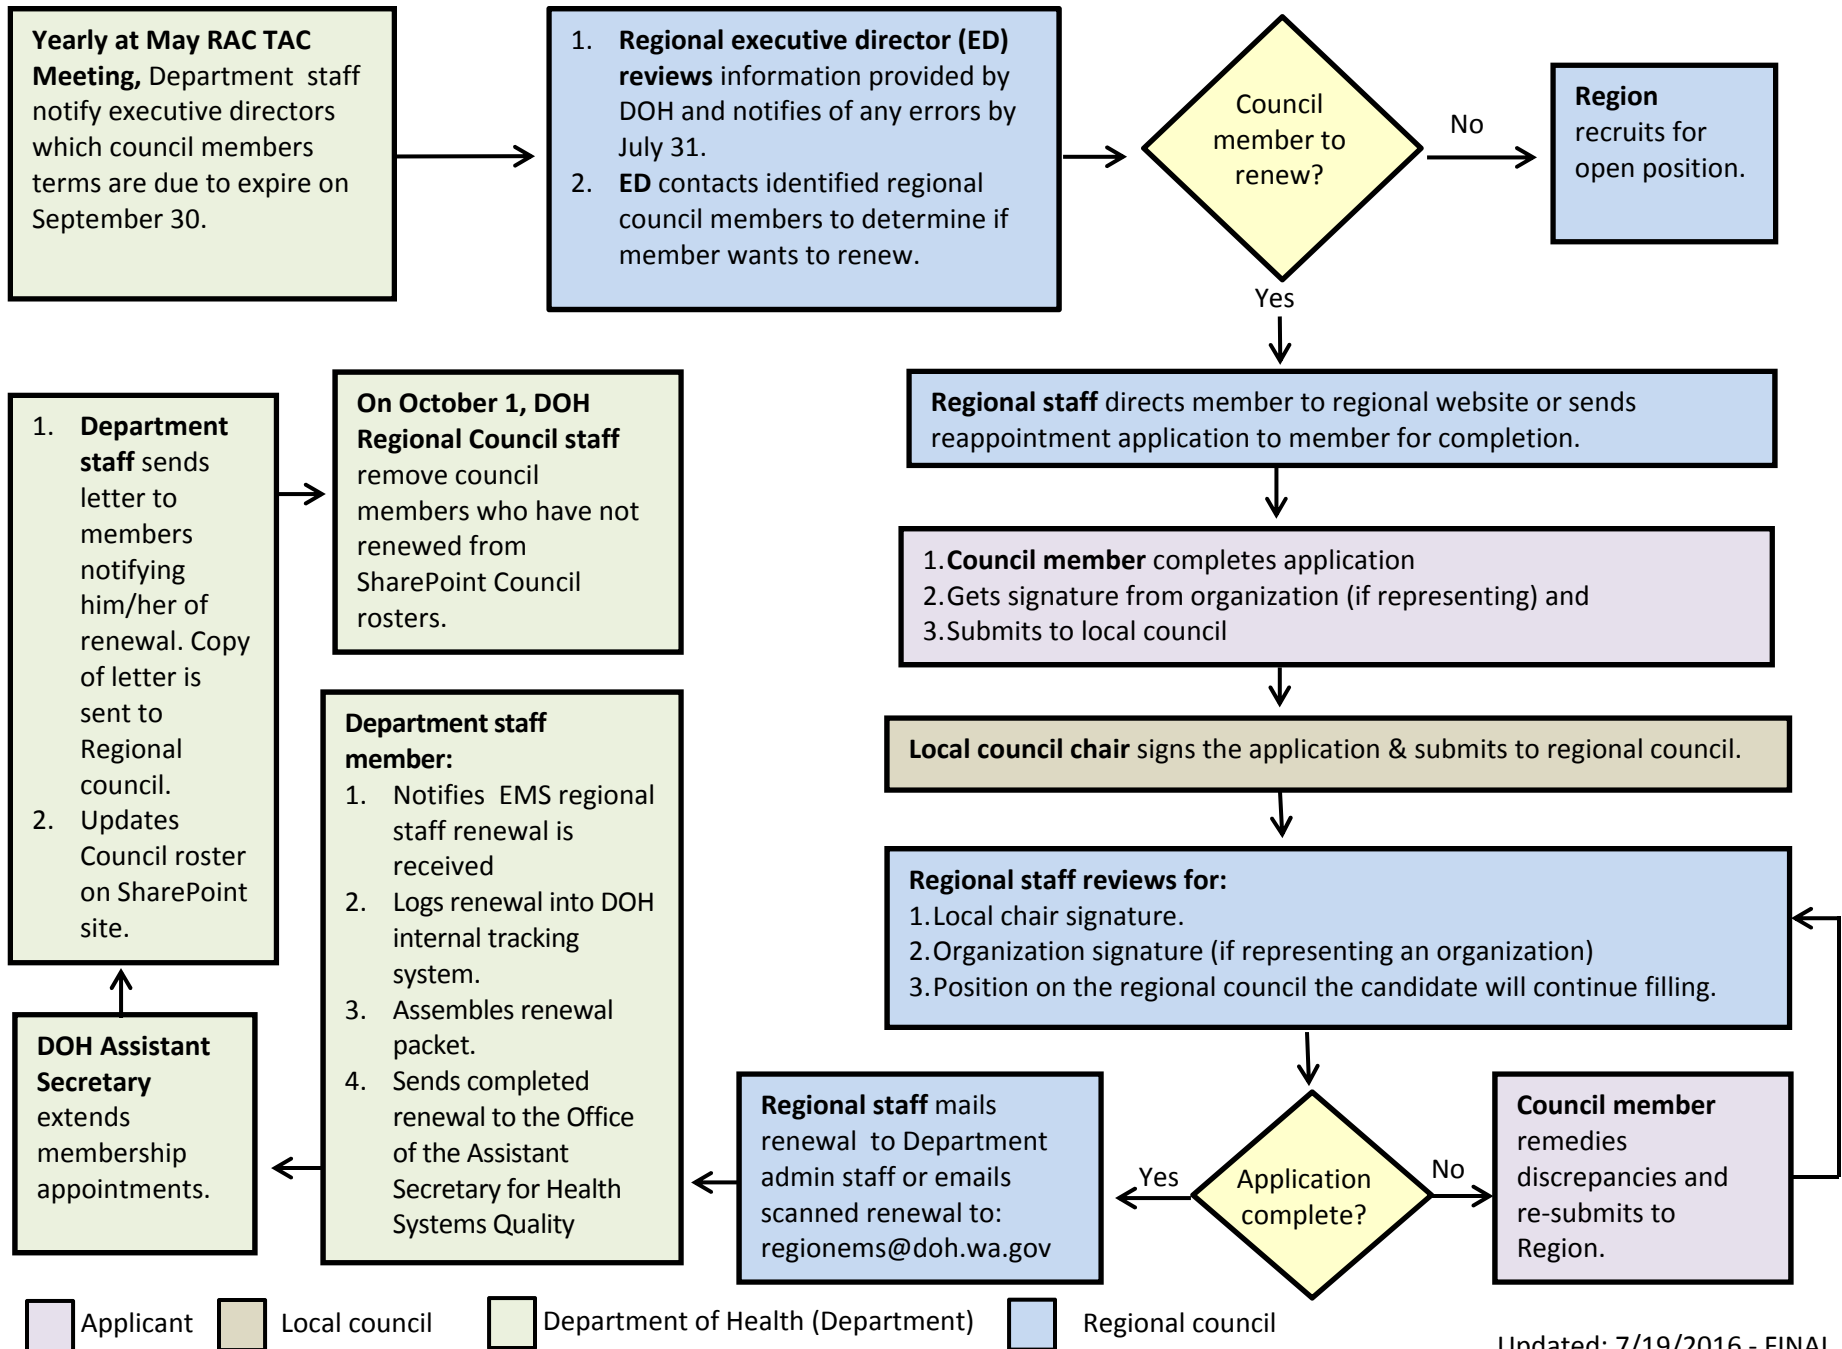 Yearly at May RAC TAC
Meeting, Department staff
notify executive directors
which council members
terms are due to expire on
September 30.
1. Regional executive director (ED)
reviews information provided by
DOH and notifies of any errors by
July 31.
2. ED contacts identified regional
council members to determine if
member wants to renew.
Council
member to
renew?
No
Region
recruits for
open position.
Yes
Regional staff directs member to regional website or sends
reappointment application to member for completion.
1.Council member completes application
2.Gets signature from organization (if representing) and
3.Submits to local council
Local council chair signs the application & submits to regional council.
Regional staff reviews for:
1.Local chair signature.
2.Organization signature (if representing an organization)
3.Position on the regional council the candidate will continue filling.
Application
complete?
No
Council member
remedies
discrepancies and
re-submits to
Region.
Yes
Regional staff mails
renewal to Department
admin staff or emails
scanned renewal to:
regionems@doh.wa.gov
Department staff
member:
1. Notifies EMS regional
staff renewal is
received
2. Logs renewal into DOH
internal tracking
system.
3. Assembles renewal
packet.
4. Sends completed
renewal to the Office
of the Assistant
Secretary for Health
Systems Quality
DOH Assistant
Secretary
extends
membership
appointments.
1. Department
staff sends
letter to
members
notifying
him/her of
renewal. Copy
of letter is
sent to
Regional
council.
2. Updates
Council roster
on SharePoint
site.
On October 1, DOH
Regional Council staff
remove council
members who have not
renewed from
SharePoint Council
rosters.
Applicant
Local council
Department of Health (Department)
Regional council
Updated: 7/19/2016 - FINAL